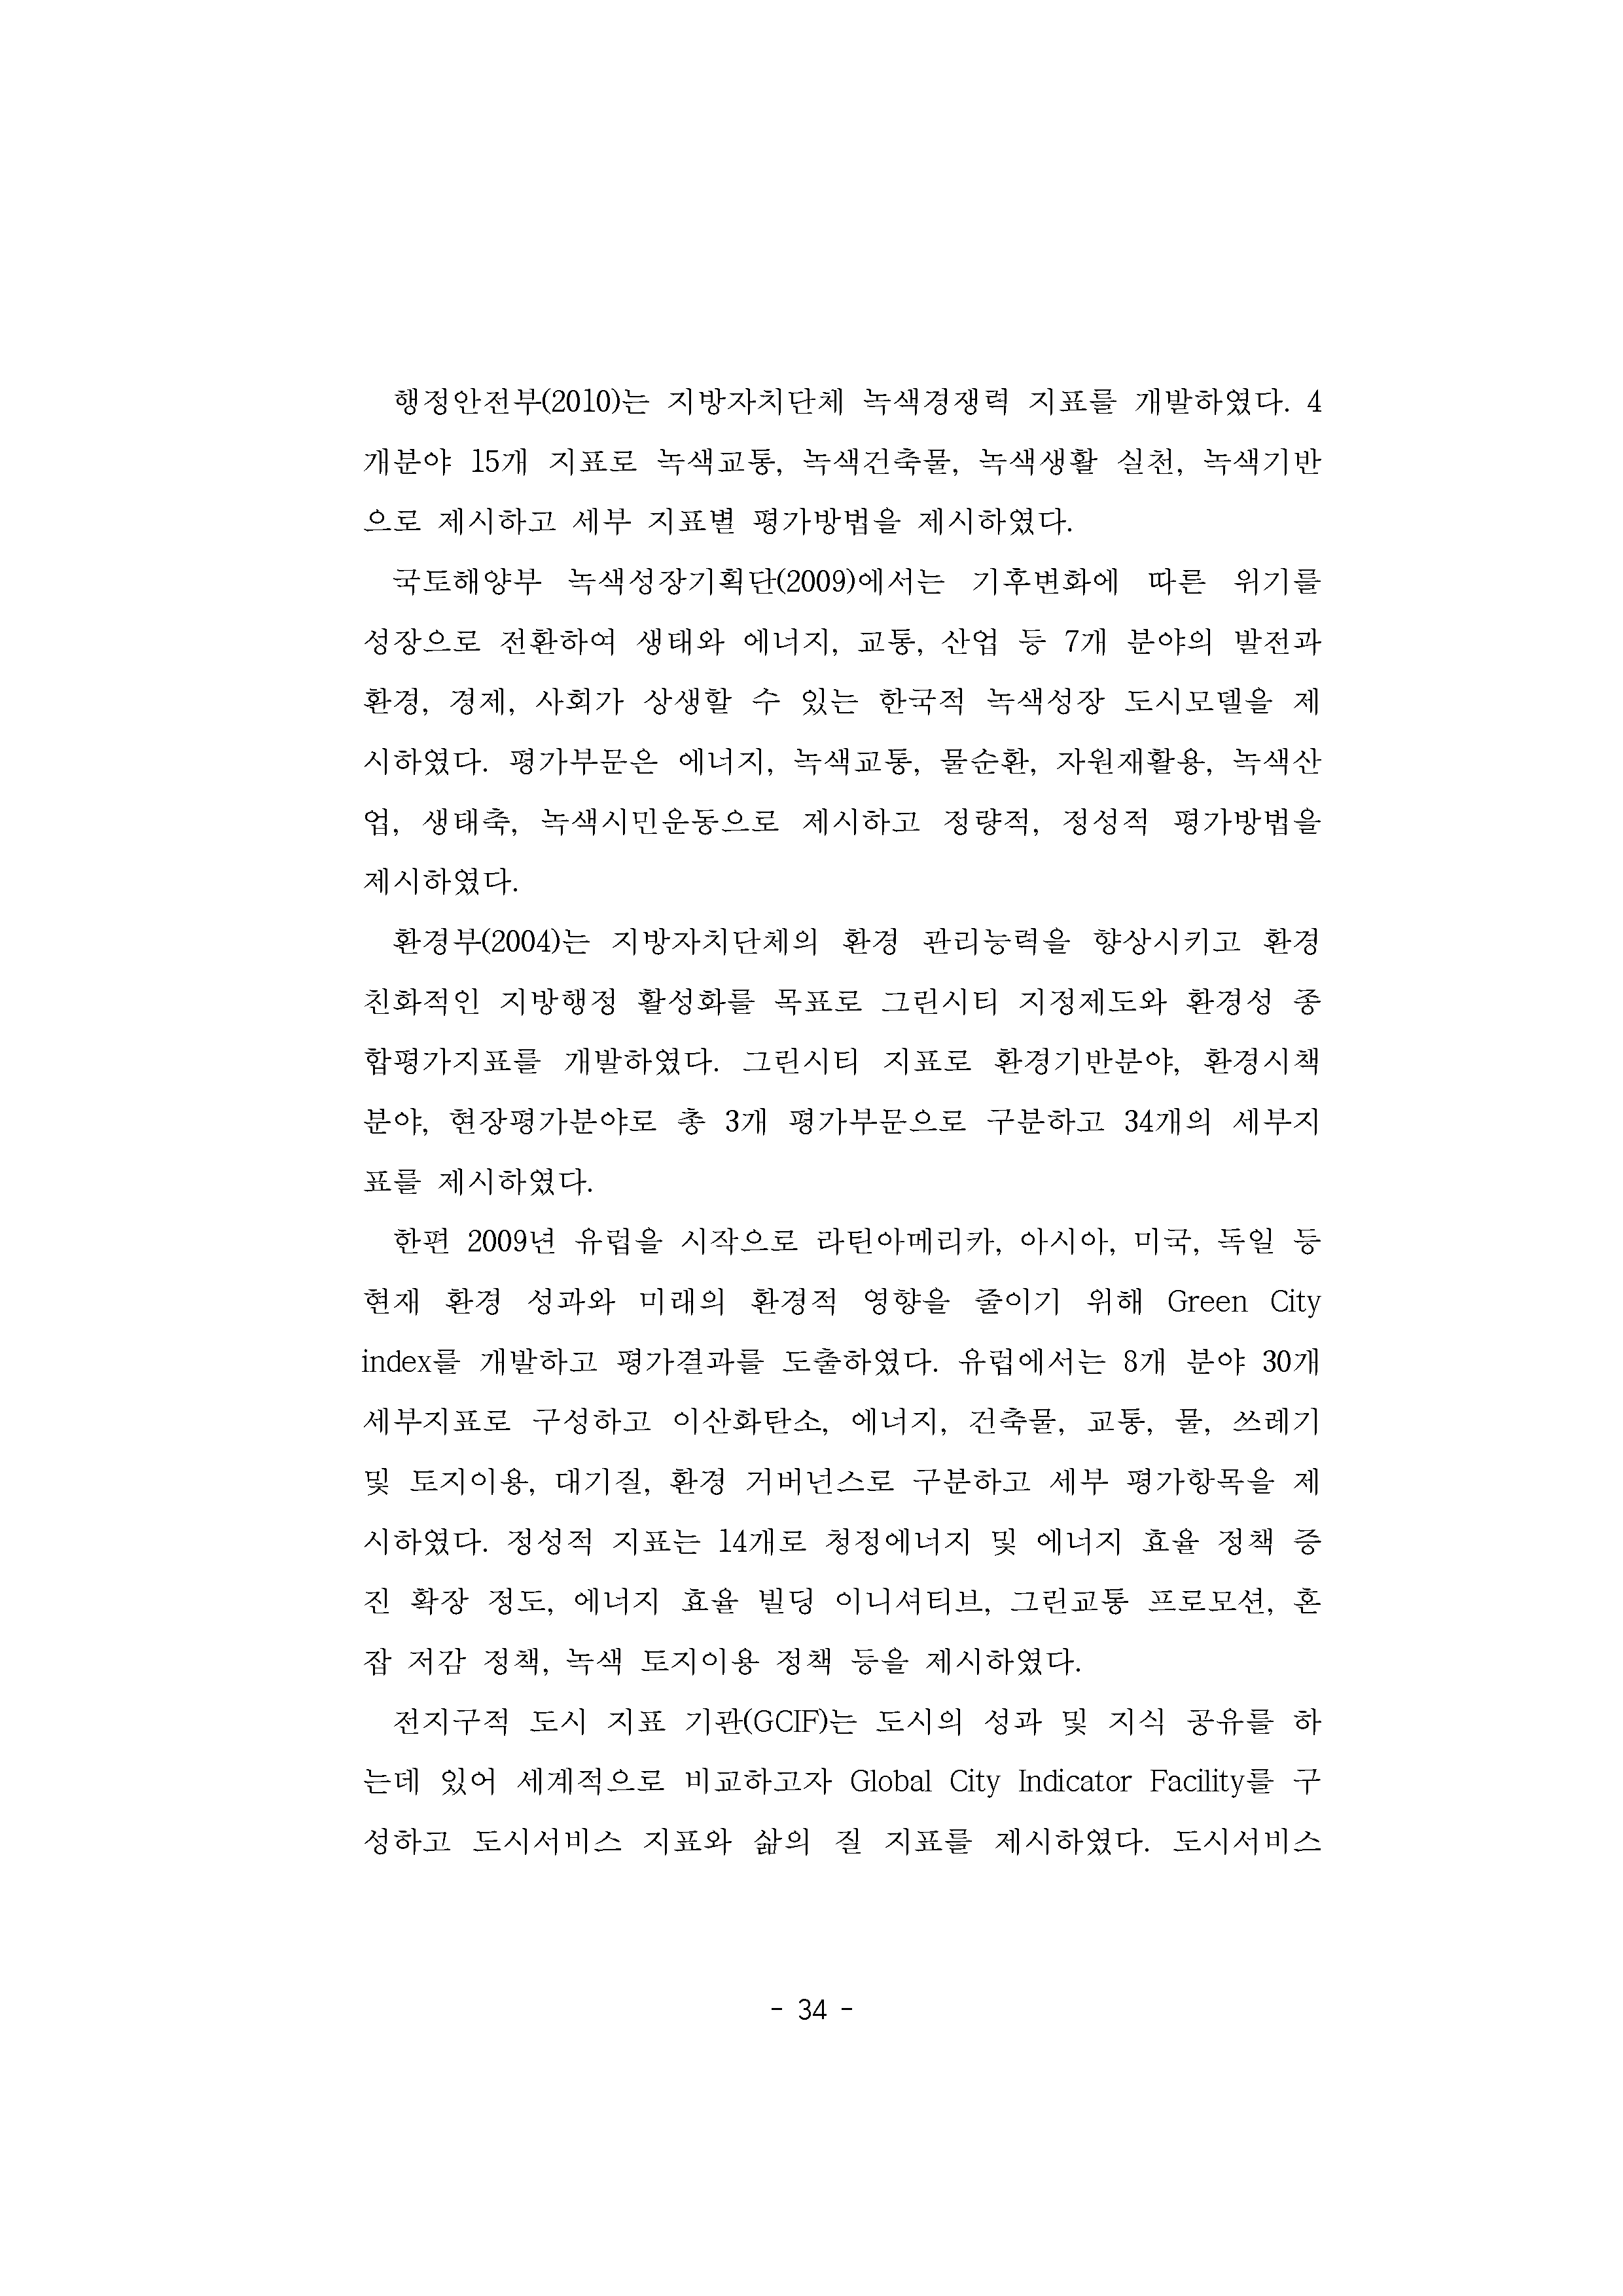 행정안전부(2010)는 지방자치단체 녹색경쟁력 지표를 개발하였다. 4
개분야 15개 지표로 녹색교통, 녹색건축물, 녹색생활 실천, 녹색기반
으로 제시하고 세부 지표별 평가방법을 제시하였다.
국토해양부 녹색성장기획단(2009)에서는 기후변화에 따른 위기를
성장으로 전환하여 생태와 에너지, 교통, 산업 등 7개 분야의 발전과
환경, 경제, 사회가 상생할 수 있는 한국적 녹색성장 도시모델을 제
시하였다. 평가부문은 에너지, 녹색교통, 물순환, 자원재활용, 녹색산
업, 생태축, 녹색시민운동으로 제시하고 정량적, 정성적 평가방법을
제시하였다.
환경부(2004)는 지방자치단체의 환경 관리능력을 향상시키고 환경
친화적인 지방행정 활성화를 목표로 그린시티 지정제도와 환경성 종
합평가지표를 개발하였다. 그린시티 지표로 환경기반분야, 환경시책
분야, 현장평가분야로 총 3개 평가부문으로 구분하고 34개의 세부지
표를 제시하였다.
한편 2009년 유럽을 시작으로 라틴아메리카, 아시아, 미국, 독일 등
현재 환경 성과와 미래의 환경적 영향을 줄이기 위해 Green City
index를 개발하고 평가결과를 도출하였다. 유럽에서는 8개 분야 30개
세부지표로 구성하고 이산화탄소, 에너지, 건축물, 교통, 물, 쓰레기
및 토지이용, 대기질, 환경 거버넌스로 구분하고 세부 평가항목을 제
시하였다. 정성적 지표는 14개로 청정에너지 및 에너지 효율 정책 증
진 확장 정도, 에너지 효율 빌딩 이니셔티브, 그린교통 프로모션, 혼
잡 저감 정책, 녹색 토지이용 정책 등을 제시하였다.
전지구적 도시 지표 기관(GCIF)는 도시의 성과 및 지식 공유를 하
는데 있어 세계적으로 비교하고자 Global City Indicator Facility를 구
성하고 도시서비스 지표와 삶의 질 지표를 제시하였다. 도시서비스
- 34 -